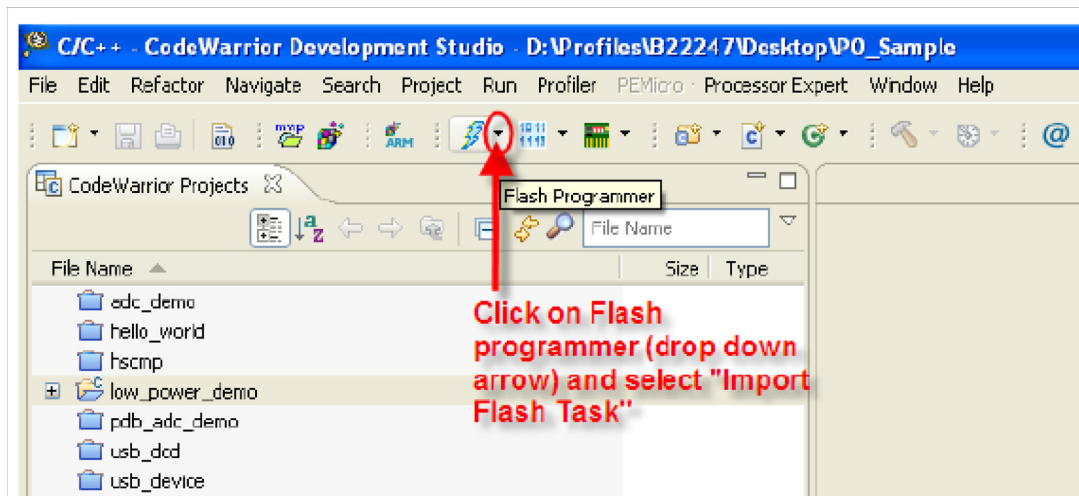 C/C++ - CodeWarrior Development Studio - D:\Profiles\B22247\Desktop\P0_Sample
File Edit Refactor Navigate Search Project Run Profiler PEMicro Processor Expert Window Help
CodeWarrior Projects
Flash Programmer
File Name
File Name Size Type
adc_demo
hello_world
hscmp
low_power_demo
pdb_adc_demo
usb_dcd
usb_device
Click on Flash
programmer (drop down
arrow) and select "Import
Flash Task"